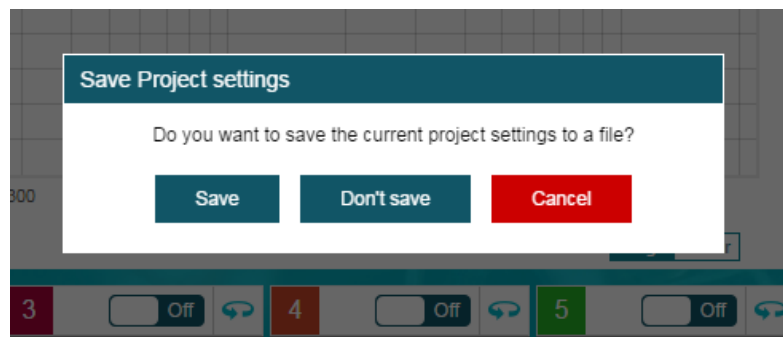 Save Project settings
Do you want to save the current project settings to a file?
300
Save Don't save Cancel
3 Off 4 Off 5 Off